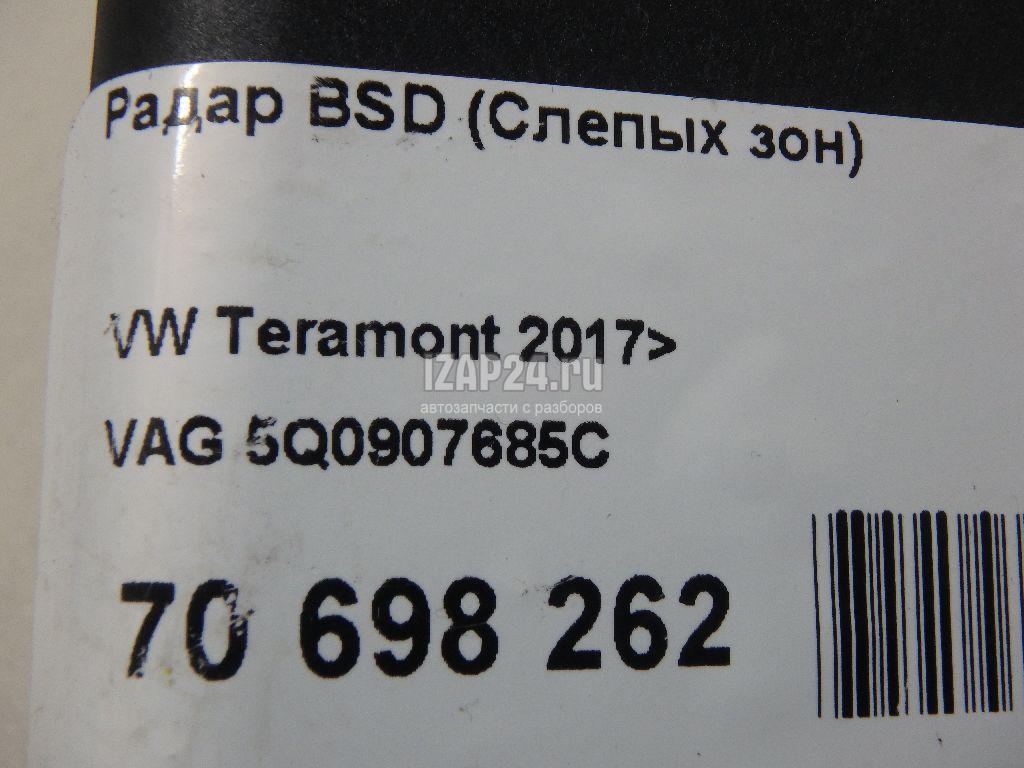 Радар BSD (Слепых зон)
VW Teramont 2017>
IZAP24.ru
автозапчасти с разборов
VAG 5Q0907685C
70 698 262